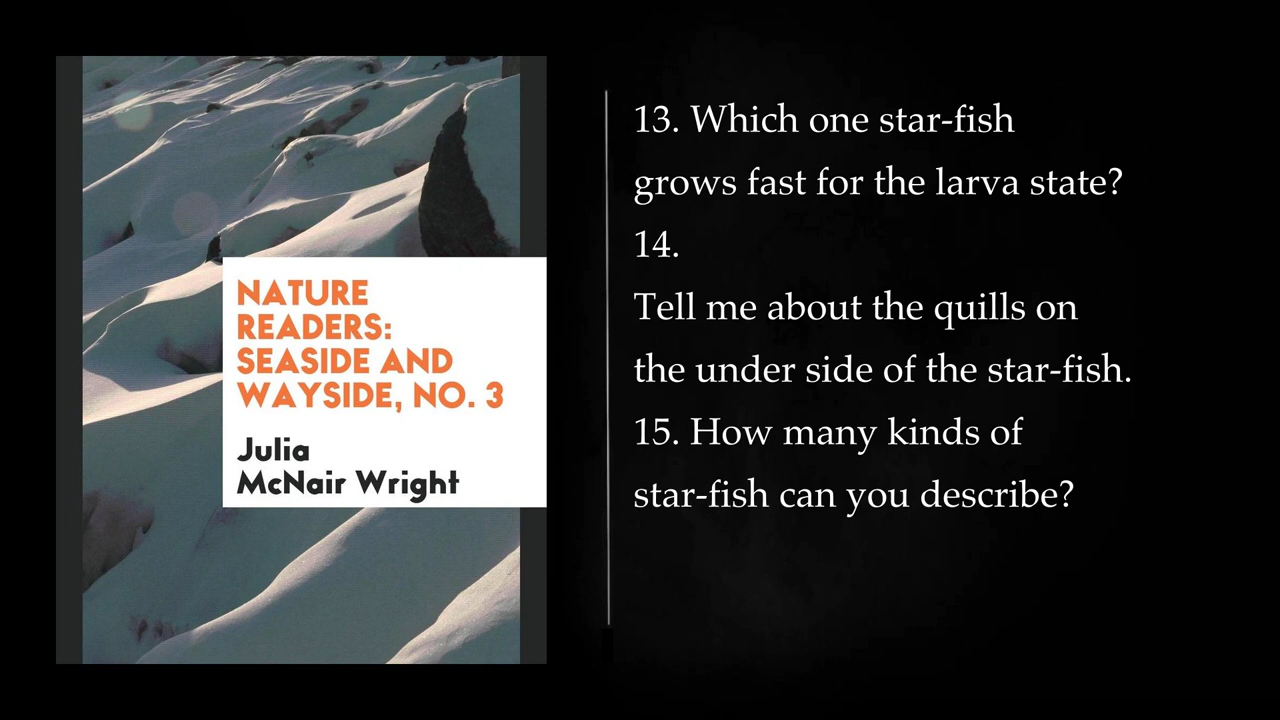 NATURE
READERS:
SEASIDE AND
WAYSIDE, NO. 3
Julia
McNair Wright
13. Which one star-fish
grows fast for the larva state?
14.
Tell me about the quills on
the under side of the star-fish.
15. How many kinds of
star-fish can you describe?